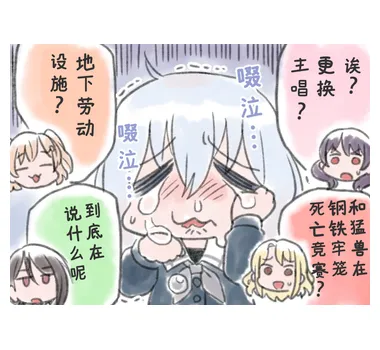 诶？
更换
主唱？
地下劳动
设施？
啜泣…
啜泣…
和猛兽在
钢铁牢笼
死亡竞赛？
到底在
说什么呢